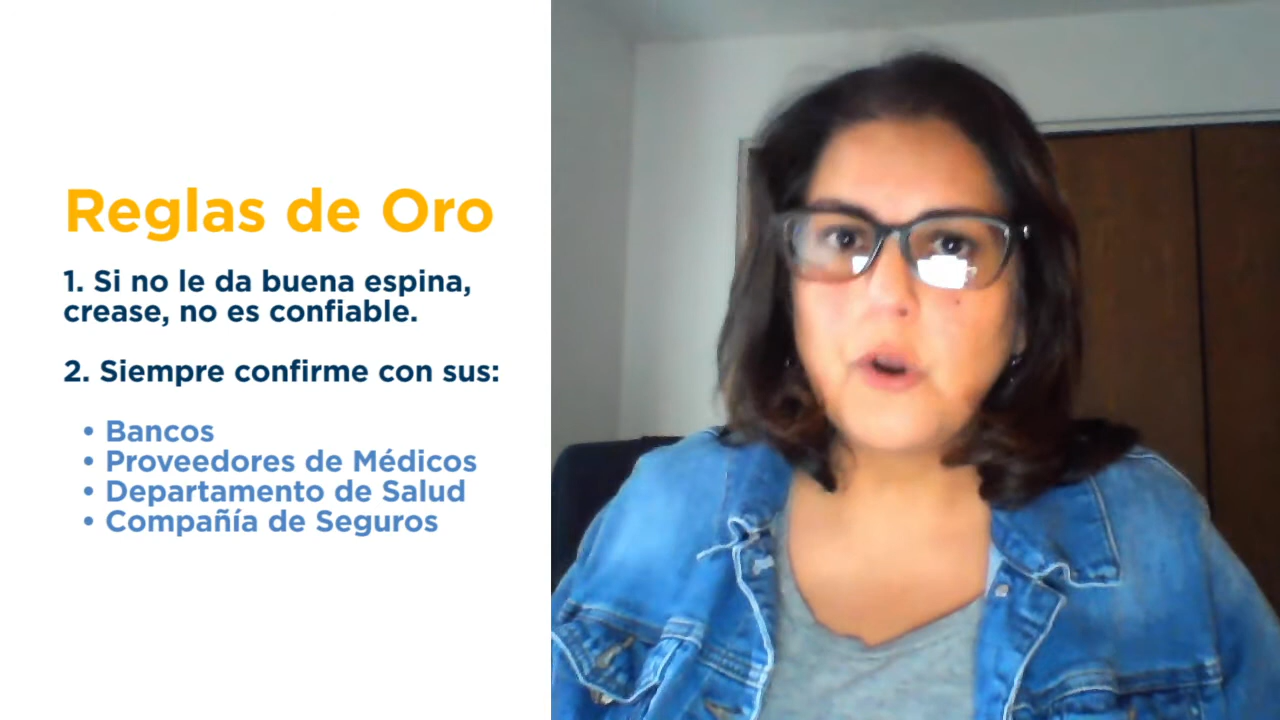 Reglas de Oro
1. Si no le da buena espina,
crease, no es confiable.
2. Siempre confirme con sus:
• Bancos
• Proveedores de Médicos
• Departamento de Salud
• Compañía de Seguros